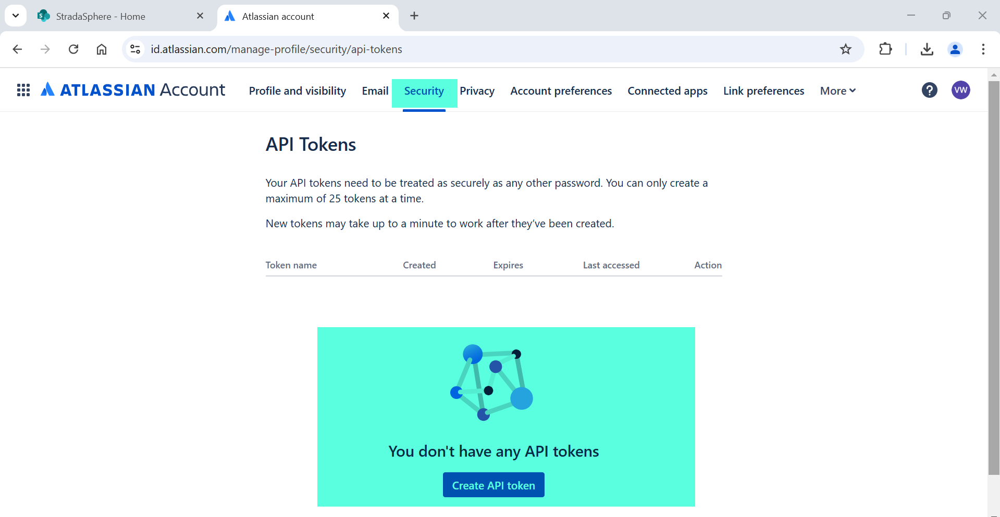 StradaSphere - Home
Atlassian account
id.atlassian.com/manage-profile/security/api-tokens
ATLASSIAN Account
Profile and visibility
Email
Security
Privacy
Account preferences
Connected apps
Link preferences
More
?
VW
API Tokens
Your API tokens need to be treated as securely as any other password. You can only create a
maximum of 25 tokens at a time.
New tokens may take up to a minute to work after they’ve been created.
Token name Created Expires Last accessed Action
You don't have any API tokens
Create API token